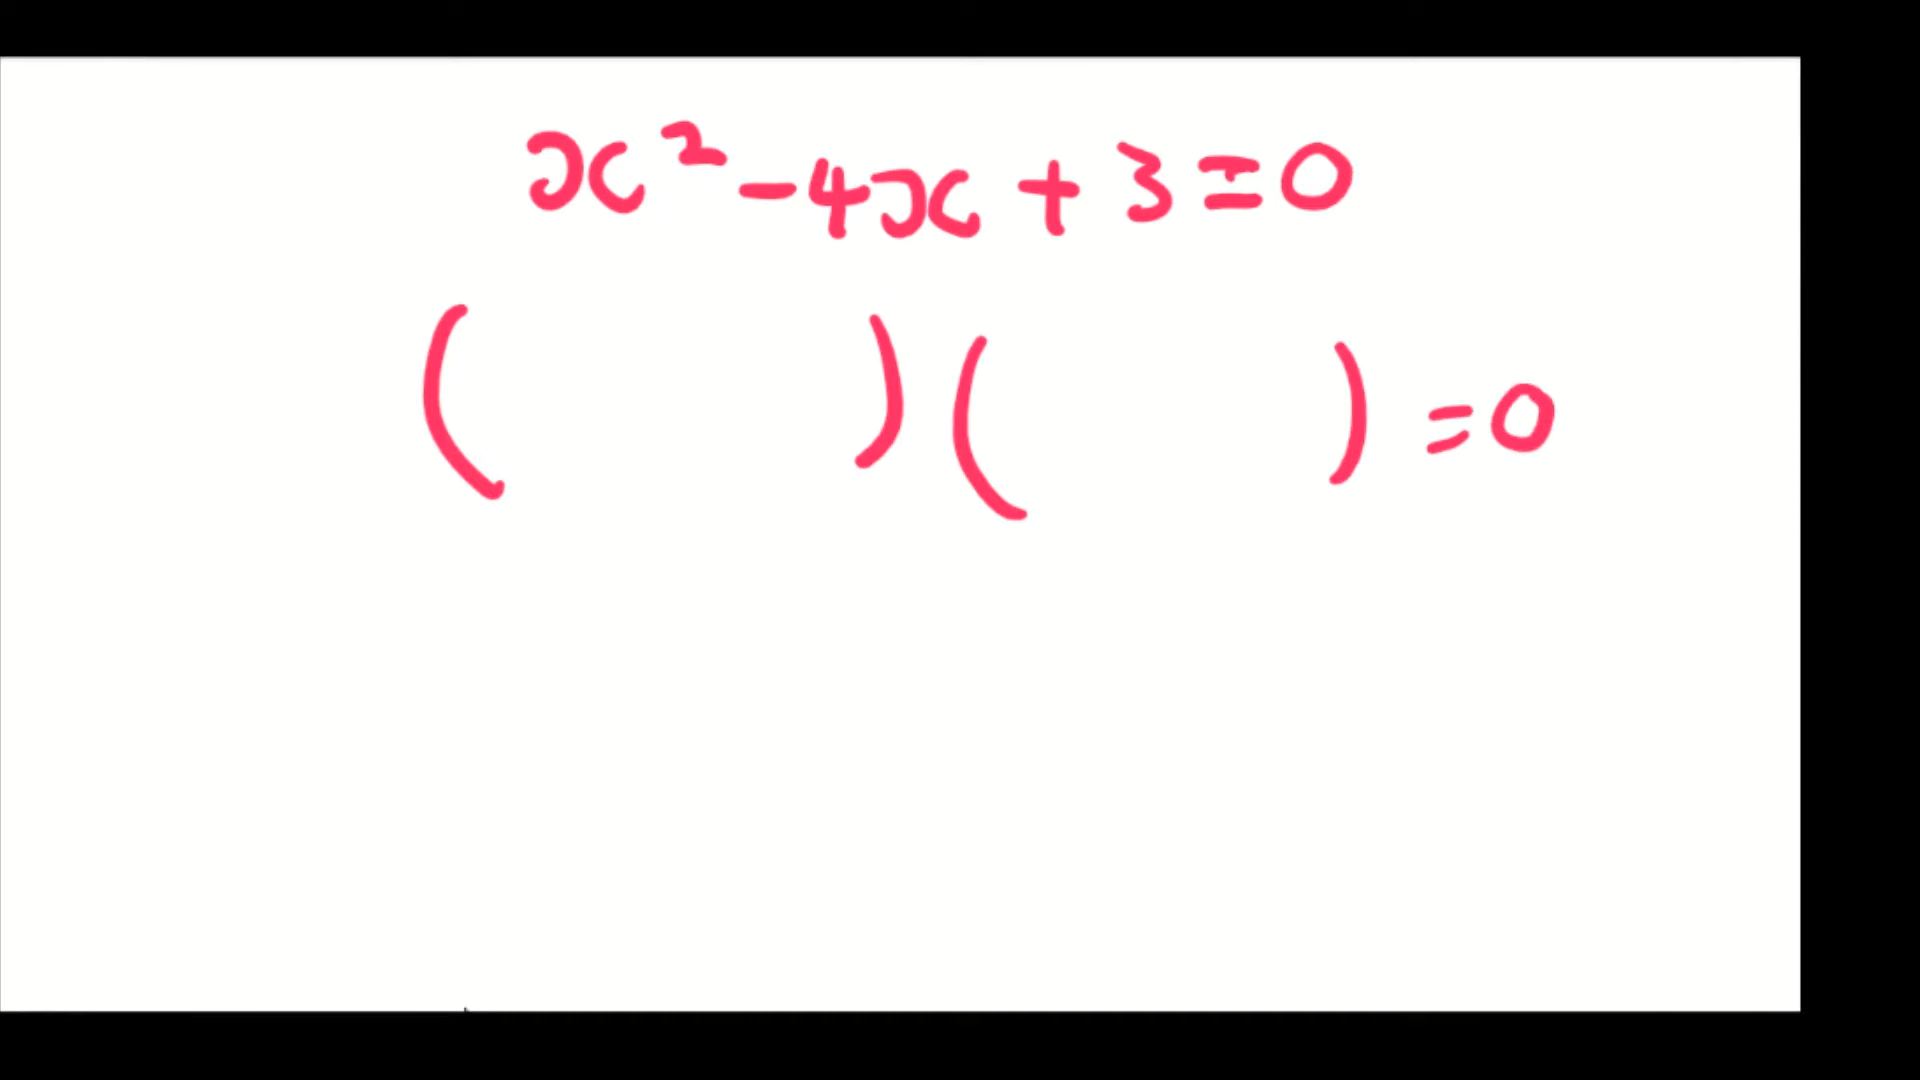 x² - 4x + 3 = 0
(          ) (          ) = 0